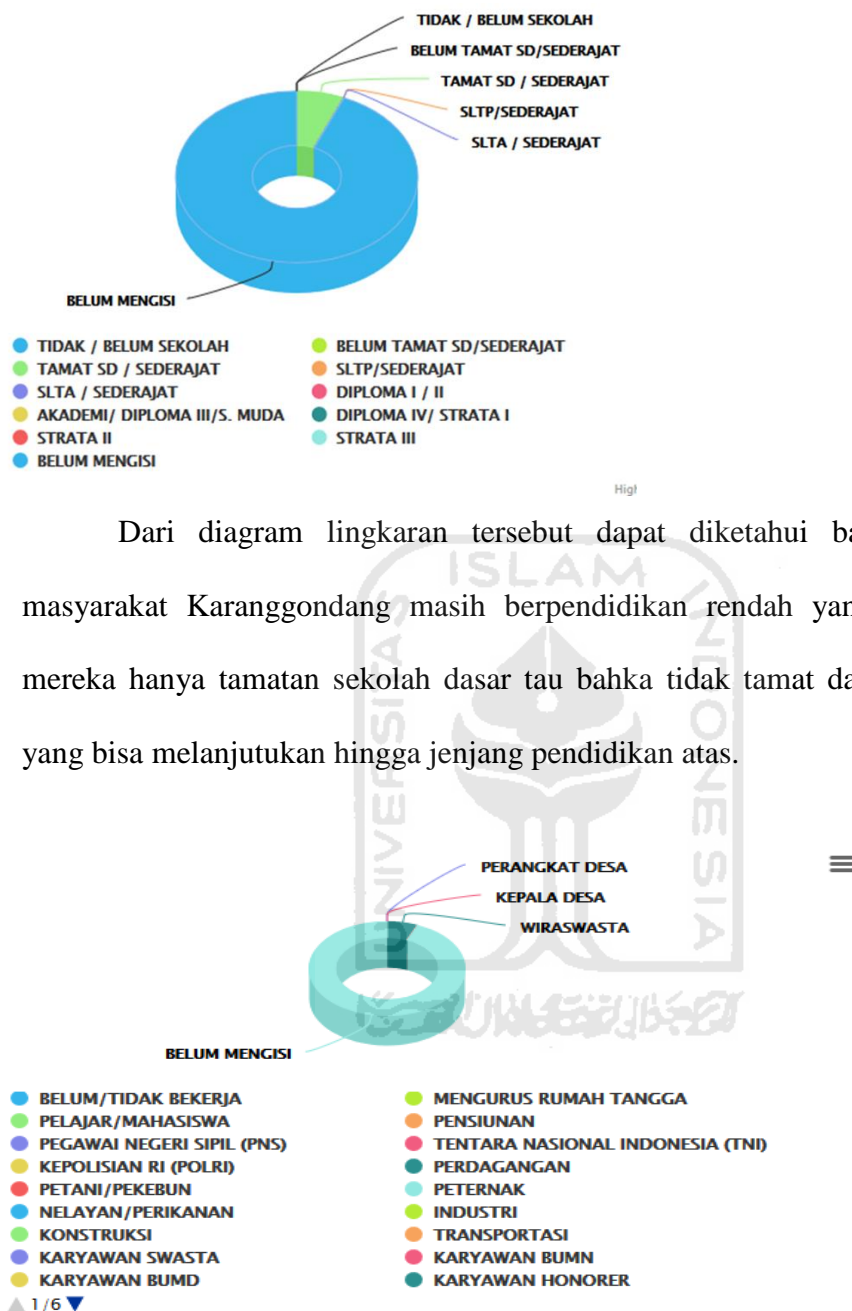 TIDAK / BELUM SEKOLAH
BELUM TAMAT SD/SEDERAJAT
TAMAT SD / SEDERAJAT
SLTP/SEDERAJAT
SLTA / SEDERAJAT
BELUM MENGISI
TIDAK / BELUM SEKOLAH
BELUM TAMAT SD/SEDERAJAT
TAMAT SD / SEDERAJAT
SLTP/SEDERAJAT
SLTA / SEDERAJAT
DIPLOMA I / II
AKADEMI/ DIPLOMA III/S. MUDA
DIPLOMA IV/ STRATA I
STRATA II
STRATA III
BELUM MENGISI
High
Dari diagram lingkaran tersebut dapat diketahui ba
masyarakat Karanggondang masih berpendidikan rendah yan
mereka hanya tamatan sekolah dasar tau bahka tidak tamat da
yang bisa melanjutukan hingga jenjang pendidikan atas.
ISLAM
UNIVERSITAS
INDONESIA
PERANGKAT DESA
KEPALA DESA
WIRASWASTA
BELUM MENGISI
BELUM/TIDAK BEKERJA
MENGURUS RUMAH TANGGA
PELAJAR/MAHASISWA
PENSIUNAN
PEGAWAI NEGERI SIPIL (PNS)
TENTARA NASIONAL INDONESIA (TNI)
KEPOLISIAN RI (POLRI)
PERDAGANGAN
PETANI/PEKEBUN
PETERNAK
NELAYAN/PERIKANAN
INDUSTRI
KONSTRUKSI
TRANSPORTASI
KARYAWAN SWASTA
KARYAWAN BUMN
KARYAWAN BUMD
KARYAWAN HONORER
1/6